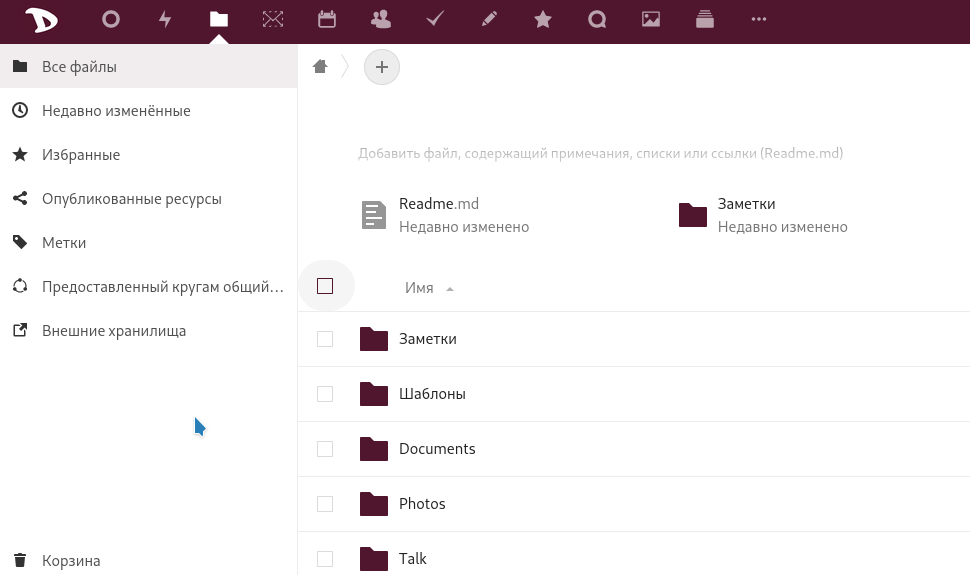 Все файлы
Недавно изменённые
Избранные
Опубликованные ресурсы
Метки
Предоставленный кругам общий…
Внешние хранилища
Корзина
Добавить файл, содержащий примечания, списки или ссылки (Readme.md)
Readme.md
Недавно изменено
Заметки
Недавно изменено
Имя
Заметки
Шаблоны
Documents
Photos
Talk